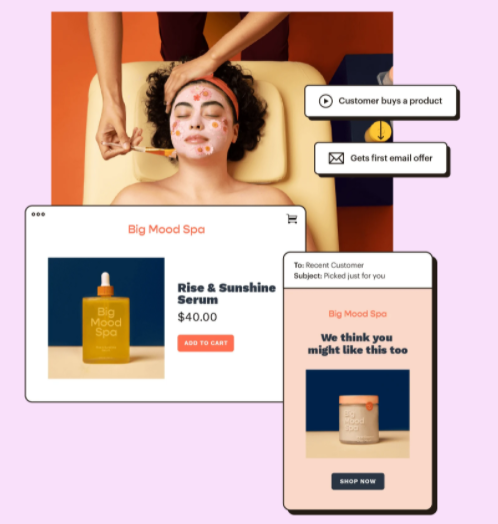 Customer buys a product
Gets first email offer
Big Mood Spa
Big
Mood
Spa
Rise & Sunshine
Serum
$40.00
ADD TO CART
To: Recent Customer
Subject: Picked just for you
Big Mood Spa
We think you
might like this too
Big
Mood
Spa
SHOP NOW